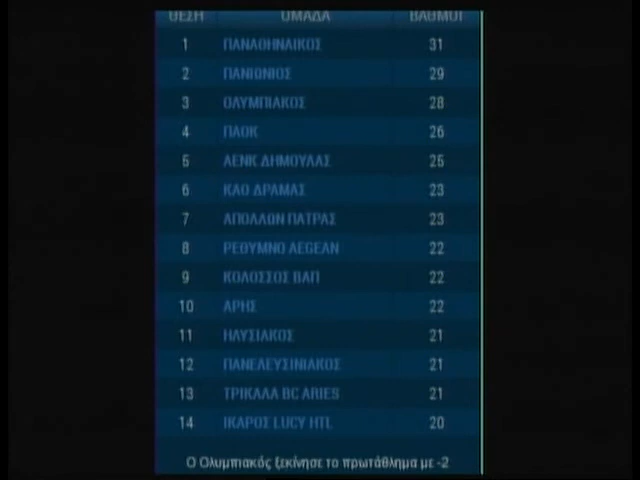 ΘΕΣΗ ΟΜΑΔΑ ΒΑΘΜΟΙ
1 ΠΑΝΑΘΗΝΑΙΚΟΣ 31
2 ΠΑΝΙΩΝΙΟΣ 29
3 ΟΛΥΜΠΙΑΚΟΣ 28
4 ΠΑΟΚ 26
5 ΑΕΝΚ ΔΗΜΟΥΛΑΣ 25
6 ΚΑΟ ΔΡΑΜΑΣ 23
7 ΑΠΟΛΛΩΝ ΠΑΤΡΑΣ 23
8 ΡΕΘΥΜΝΟ AEGEAN 22
9 ΚΟΛΟΣΣΟΣ ΒΑΠ 22
10 ΑΡΗΣ 22
11 ΗΛΥΣΙΑΚΟΣ 21
12 ΠΑΝΕΛΕΥΣΙΝΙΑΚΟΣ 21
13 ΤΡΙΚΑΛΑ BC ARIES 21
14 ΙΚΑΡΟΣ LUCY HTL 20
Ο Ολυμπιακός ξεκίνησε το πρωτάθλημα με -2